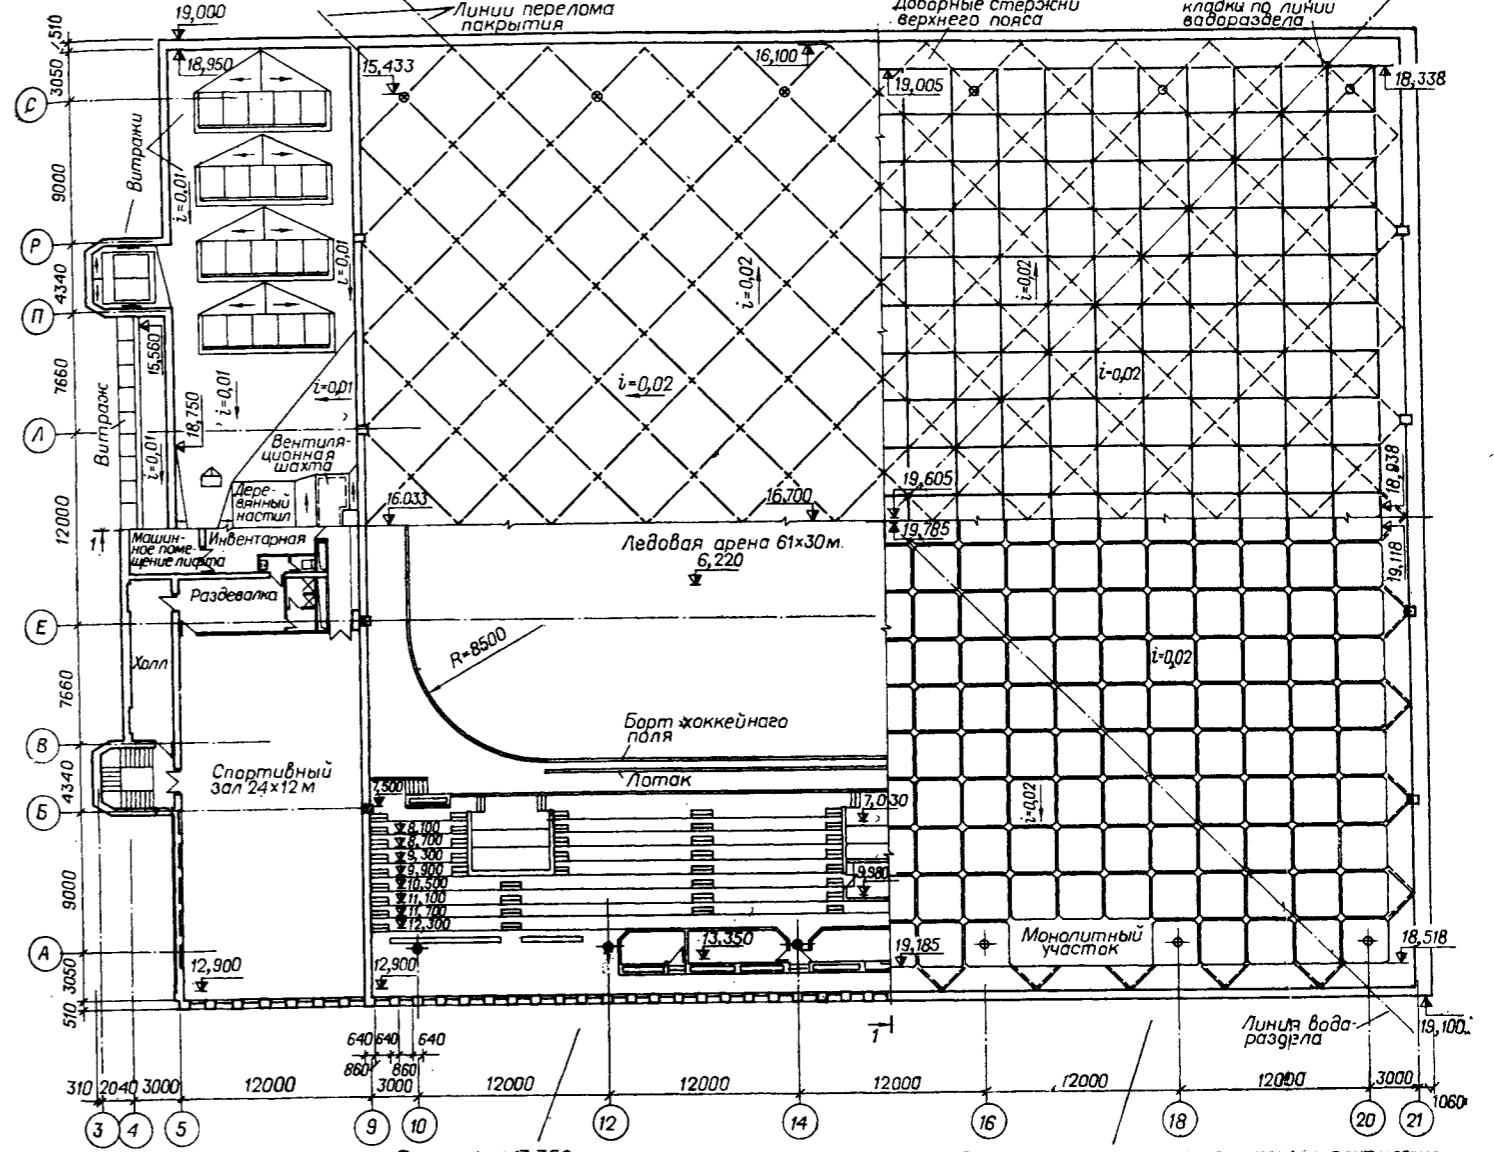 19,000
Линии перелома
покрытия
Доборные стержни
верхнего пояса
кладки по линии
водораздела
510
3050
9000
4340
7660
12000
7660
4340
9000
3050
510
С
Р
П
Л
Е
В
Б
А
18,950
15,433
16,100
19,005
18,338
Витражи
i=0,01
i=0,01
i=0,02
i=0,02
15,560
Витраж
i=0,01
i=0,01
18,750
i=0,01
i=0,02
i=0,02
Вентиля-
ционная
шахта
Дере-
вянный
настил
16.033
16,700
19,605
18,938
1
Машин-
ное поме-
щение лифта
Инвентарная
Ледовая арена 61×30м.
6,220
19,785
19,118
Раздевалка
Холл
R=8500
i=0,02
Борт хоккейного
поля
Лоток
Спортивный
зал 24×12м
7,500
7,030
i=0,02
8,100
8,700
9,300
9,900
10,500
11,100
11,700
12,300
9,980
13,350
19,185
Монолитный
участок
18,518
12,900
12,900
1
Линия водо-
раздела
19,100
640
640
640
860
860
310
2040
3000
12000
3000
12000
12000
12000
12000
12000
3000
1060
3
4
5
9
10
12
14
16
18
20
21